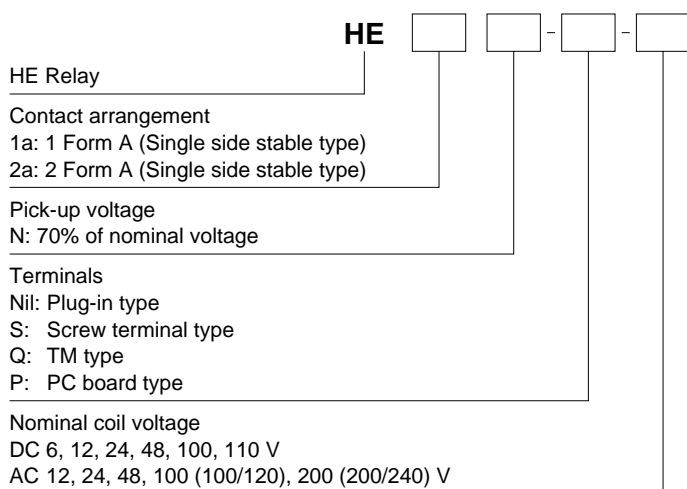 HE - -
HE Relay
Contact arrangement
1a: 1 Form A (Single side stable type)
2a: 2 Form A (Single side stable type)
Pick-up voltage
N: 70% of nominal voltage
Terminals
Nil: Plug-in type
S: Screw terminal type
Q: TM type
P: PC board type
Nominal coil voltage
DC 6, 12, 24, 48, 100, 110 V
AC 12, 24, 48, 100 (100/120), 200 (200/240) V